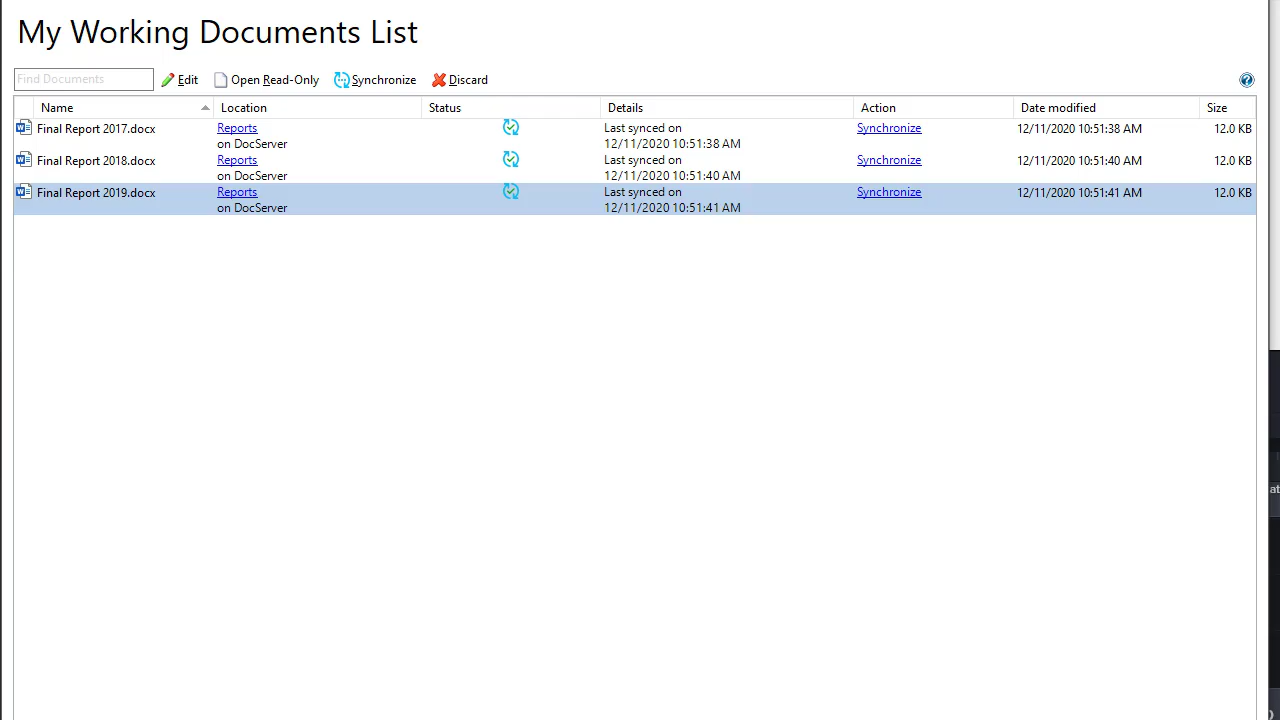 My Working Documents List
Find Documents Edit Open Read-Only Synchronize Discard
Name Location Status Details Action Date modified Size
Final Report 2017.docx Reports Last synced on Synchronize 12/11/2020 10:51:38 AM 12.0 KB
on DocServer 12/11/2020 10:51:38 AM
Final Report 2018.docx Reports Last synced on Synchronize 12/11/2020 10:51:40 AM 12.0 KB
on DocServer 12/11/2020 10:51:40 AM
Final Report 2019.docx Reports Last synced on Synchronize 12/11/2020 10:51:41 AM 12.0 KB
on DocServer 12/11/2020 10:51:41 AM
at